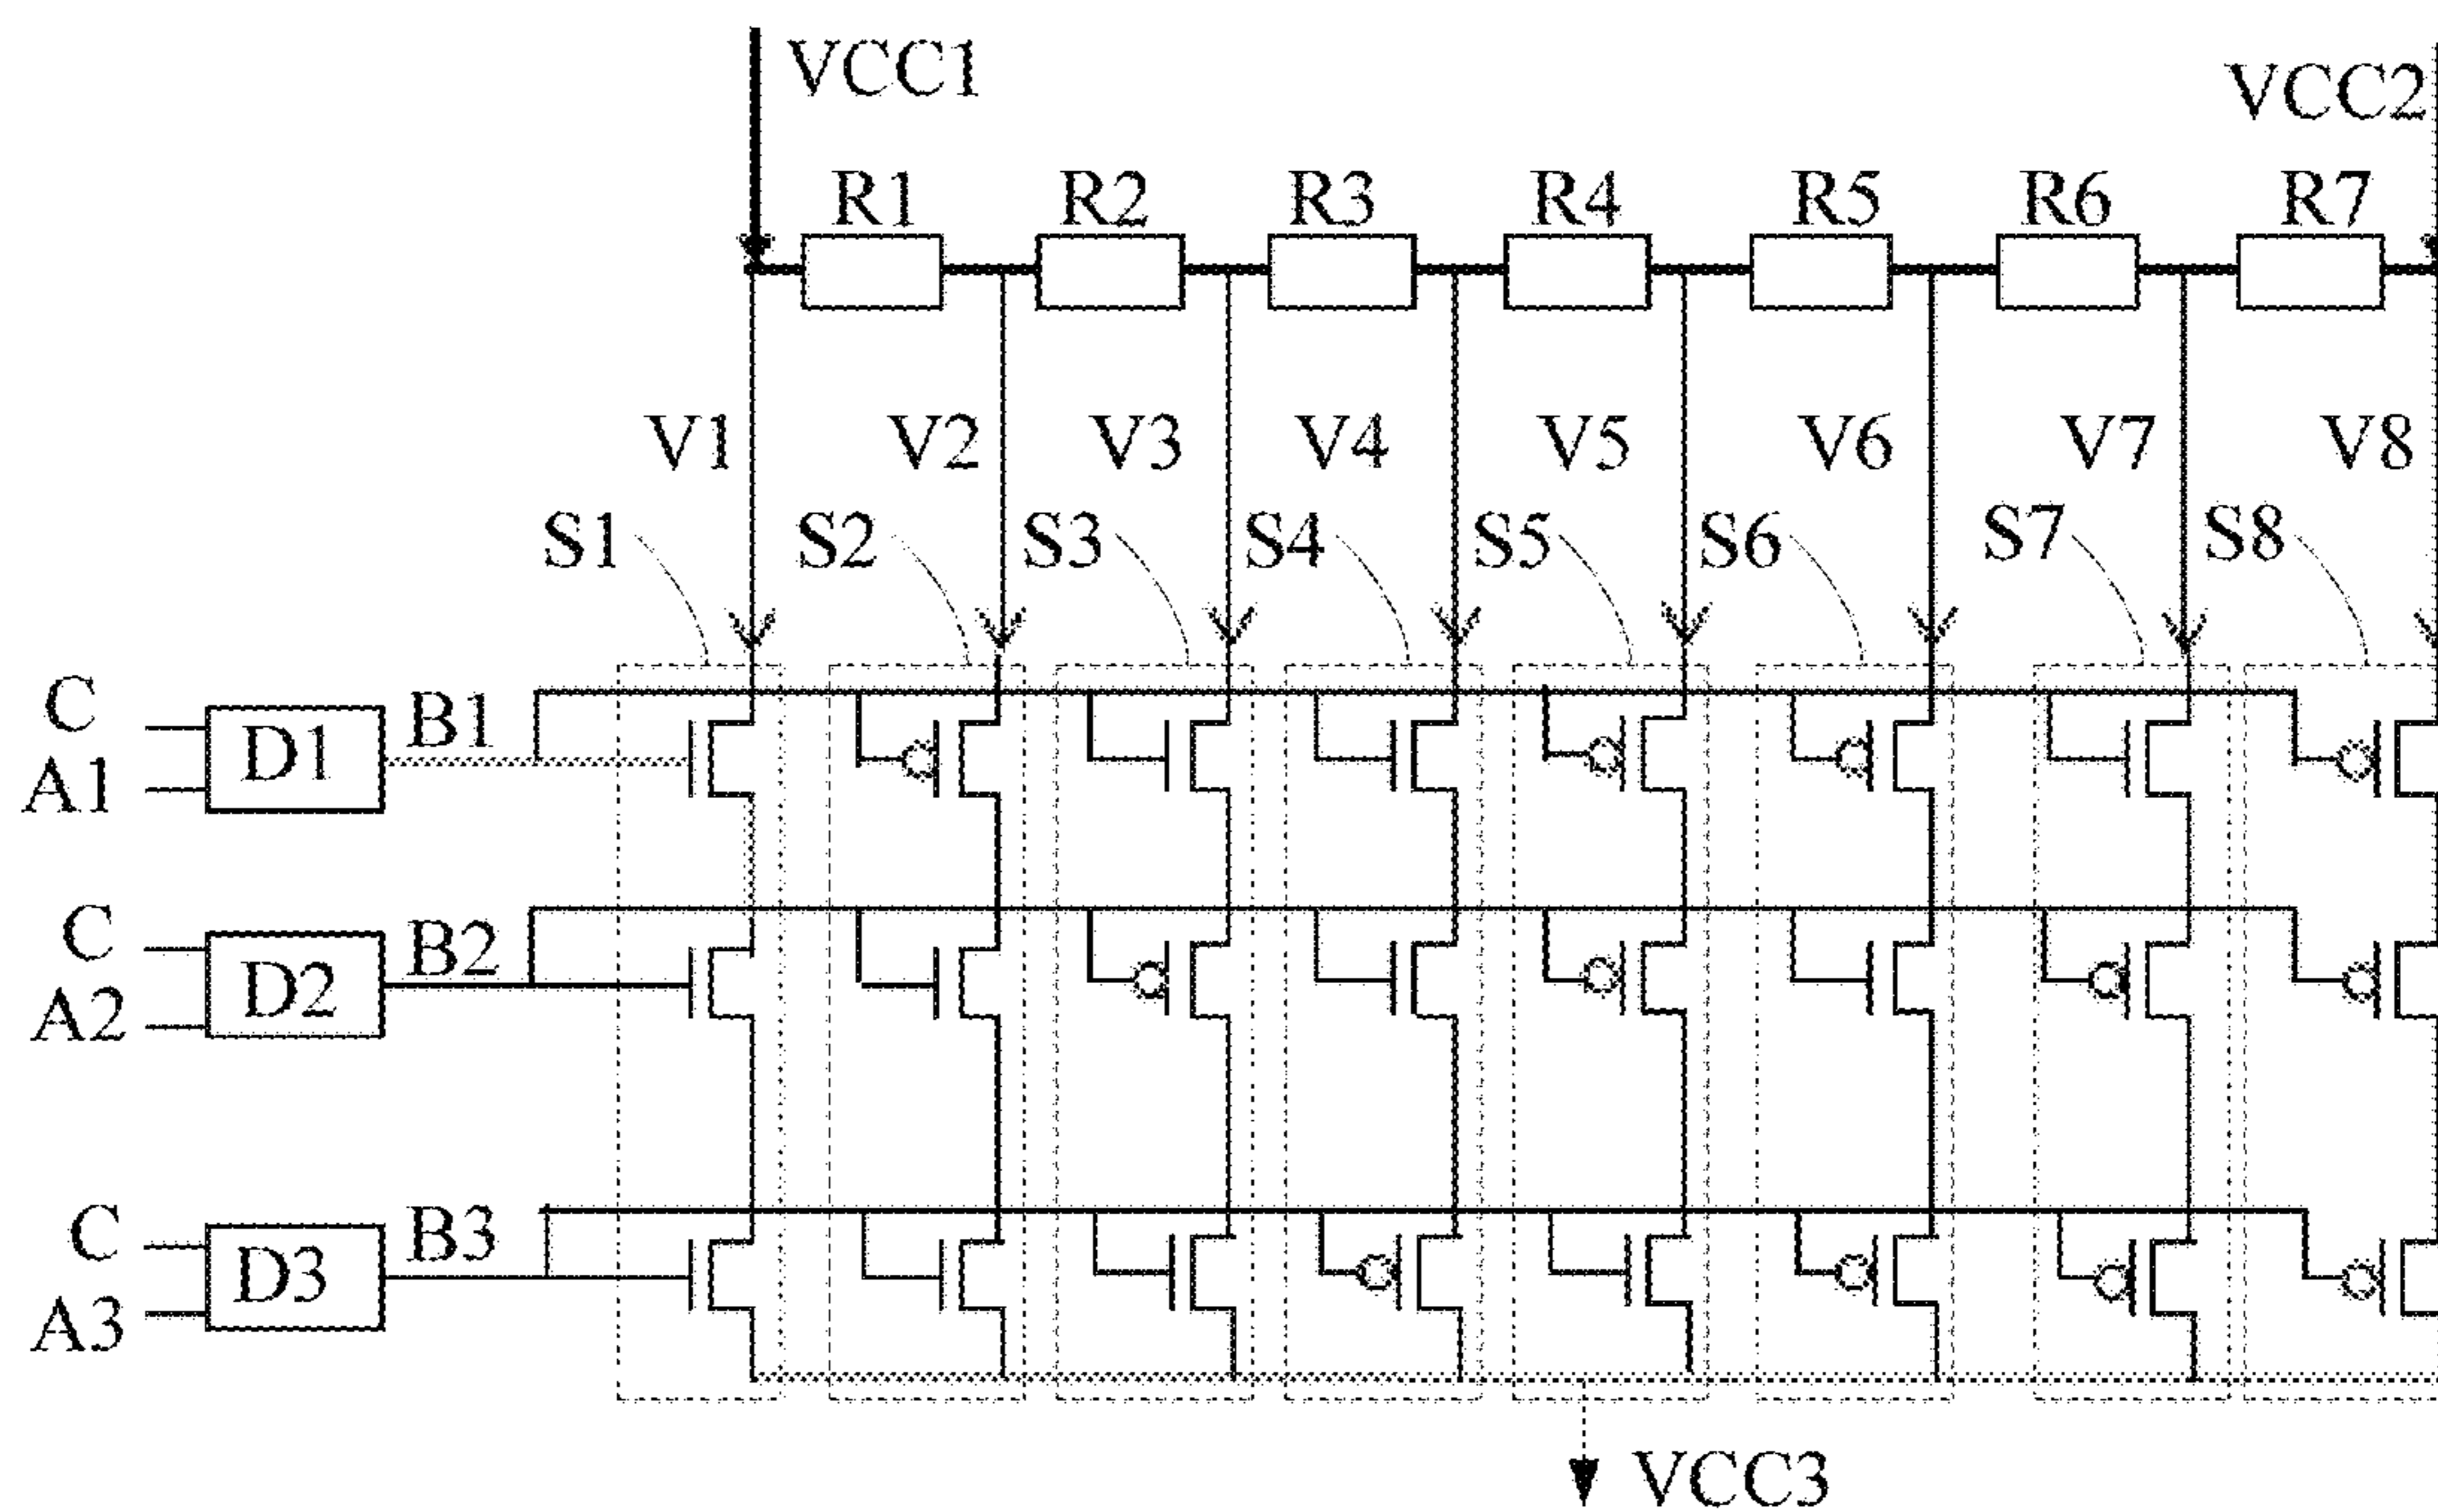 VCC1
VCC2
R1 R2 R3 R4 R5 R6 R7
V1 V2 V3 V4 V5 V6 V7 V8
S1 S2 S3 S4 S5 S6 S7 S8
C
A1
D1
B1
C
A2
D2
B2
C
A3
D3
B3
VCC3